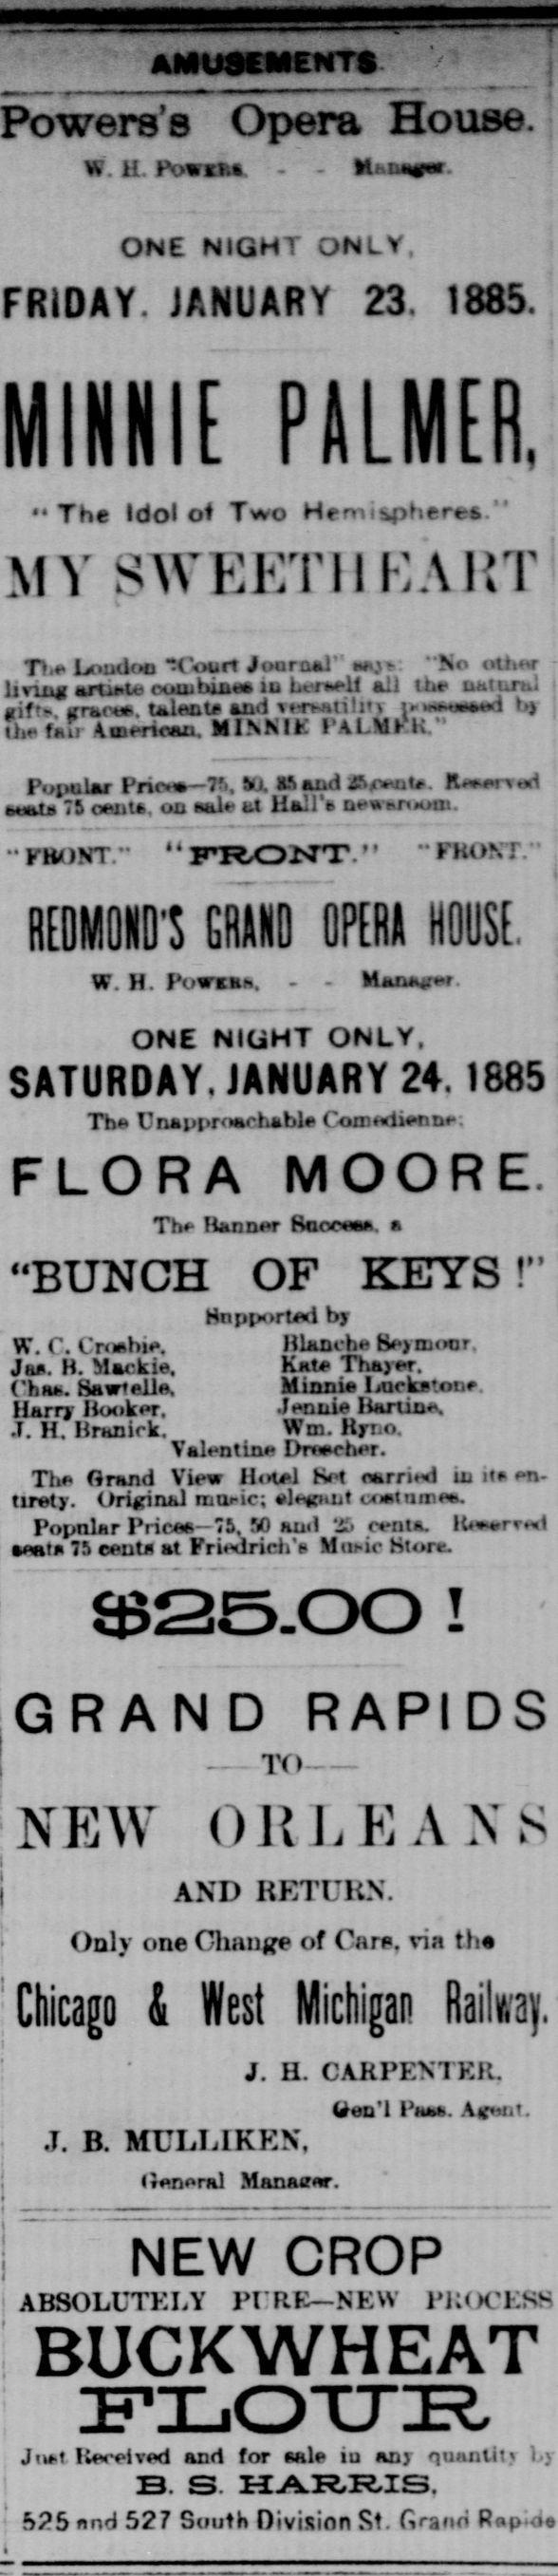 AMUSEMENTS
Powers's Opera House.
W. H. POWERS. - - Manager.
ONE NIGHT ONLY,
FRIDAY. JANUARY 23. 1885.
MINNIE PALMER,
"The Idol of Two Hemispheres."
MY SWEETHEART
The London "Court Journal" says: "No other
living artiste combines in herself all the natural
gifts, graces, talents and versatility possessed by
the fair American. MINNIE PALMER."
Popular Prices—75, 50, 35 and 25 cents. Reserved
seats 75 cents, on sale at Hall's newsroom.
"FRONT." "FRONT." "FRONT."
REDMOND'S GRAND OPERA HOUSE.
W. H. POWERS, - - Manager.
ONE NIGHT ONLY,
SATURDAY, JANUARY 24. 1885
The Unapproachable Comedienne:
FLORA MOORE.
The Banner Success, a
"BUNCH OF KEYS!"
Supported by
W. C. Crosbie, Blanche Seymour,
Jas. B. Mackie, Kate Thayer,
Chas. Sawtelle, Minnie Luckstone
Harry Booker, Jennie Bartine,
J. H. Branick, Wm. Ryno,
Valentine Drescher.
The Grand View Hotel Set carried in its en-
tirety. Original music; elegant costumes.
Popular Prices—75, 50 and 25 cents. Reserved
seats 75 cents at Friedrich's Music Store.
$25.00!
GRAND RAPIDS
—TO—
NEW ORLEANS
AND RETURN.
Only one Change of Cars, via the
Chicago & West Michigan Railway.
J. H. CARPENTER,
Gen'l Pass. Agent.
J. B. MULLIKEN,
General Manager.
NEW CROP
ABSOLUTELY PURE—NEW PROCESS
BUCKWHEAT
FLOUR
Just Received and for sale in any quantity by
B. S. HARRIS,
525 and 527 South Division St. Grand Rapids